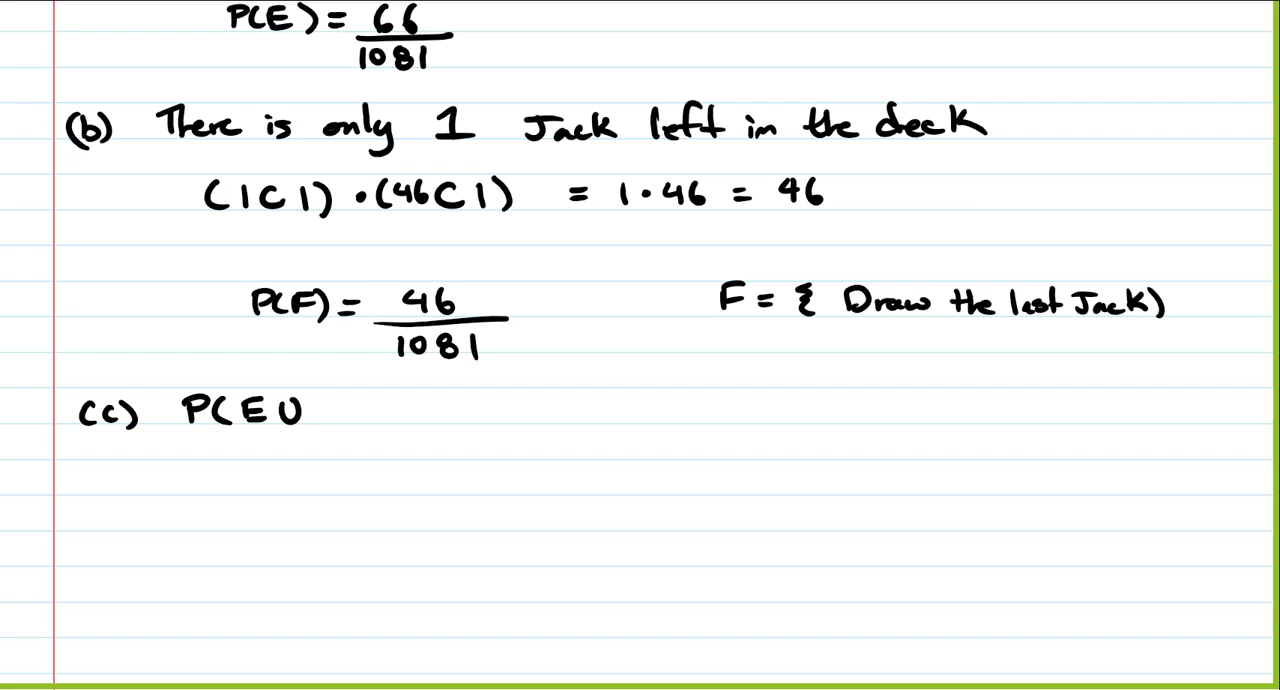 P(E) = 66
1081
(b) There is only 1 Jack left in the deck
(1C1)·(46C1) = 1·46 = 46
P(F) = 46 F = { Draw the last Jack)
1081
(c) P(E U